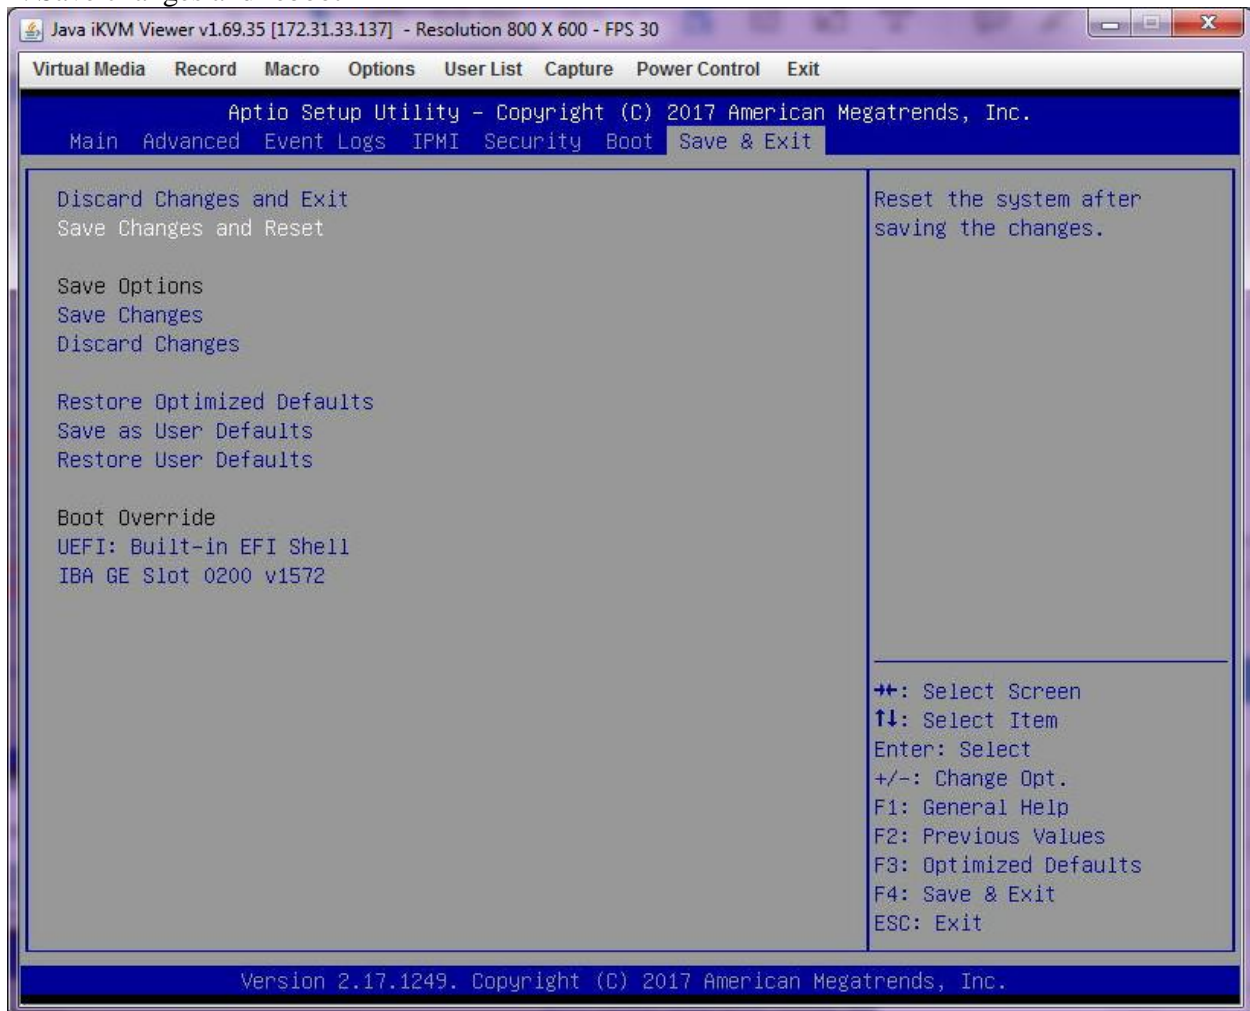 Java iKVM Viewer v1.69.35 [172.31.33.137] - Resolution 800 X 600 - FPS 30
Virtual Media Record Macro Options User List Capture Power Control Exit
Aptio Setup Utility – Copyright (C) 2017 American Megatrends, Inc.
Main Advanced Event Logs IPMI Security Boot Save & Exit
Discard Changes and Exit
Save Changes and Reset
Save Options
Save Changes
Discard Changes
Restore Optimized Defaults
Save as User Defaults
Restore User Defaults
Boot Override
UEFI: Built-in EFI Shell
IBA GE Slot 0200 v1572
Reset the system after
saving the changes.
→←: Select Screen
↑↓: Select Item
Enter: Select
+/-: Change Opt.
F1: General Help
F2: Previous Values
F3: Optimized Defaults
F4: Save & Exit
ESC: Exit
Version 2.17.1249. Copyright (C) 2017 American Megatrends, Inc.